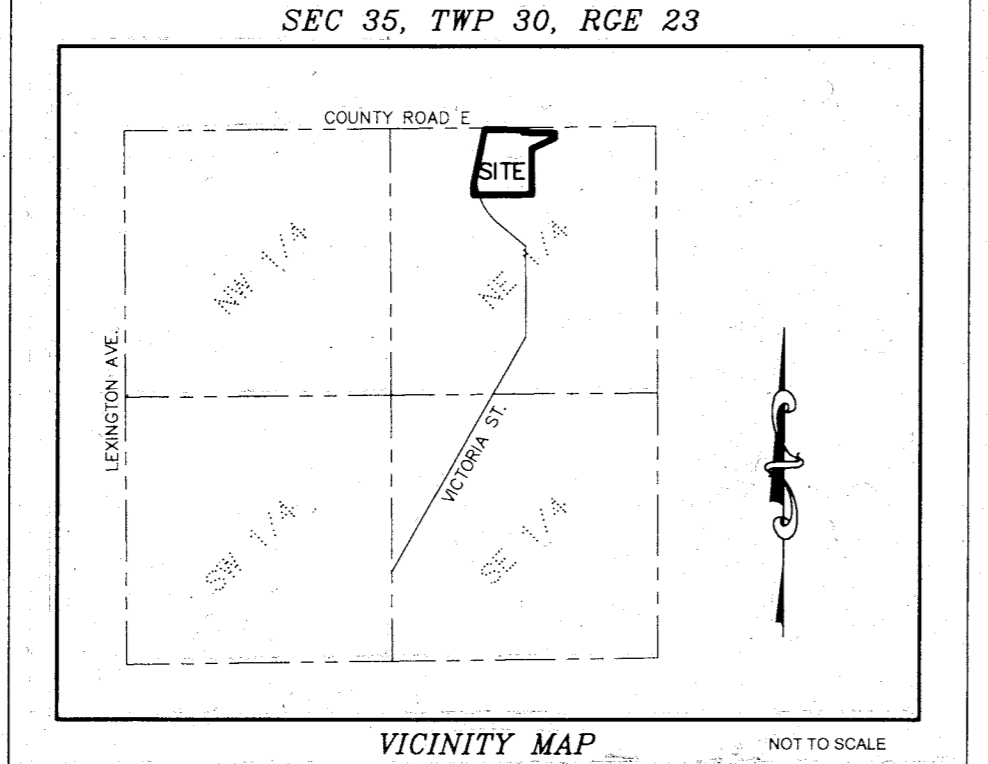 SEC 35, TWP 30, RGE 23
COUNTY ROAD E
SITE
NW 1/4
NE 1/4
LEXINGTON AVE.
VICTORIA ST.
SW 1/4
SE 1/4
VICINITY MAP
NOT TO SCALE